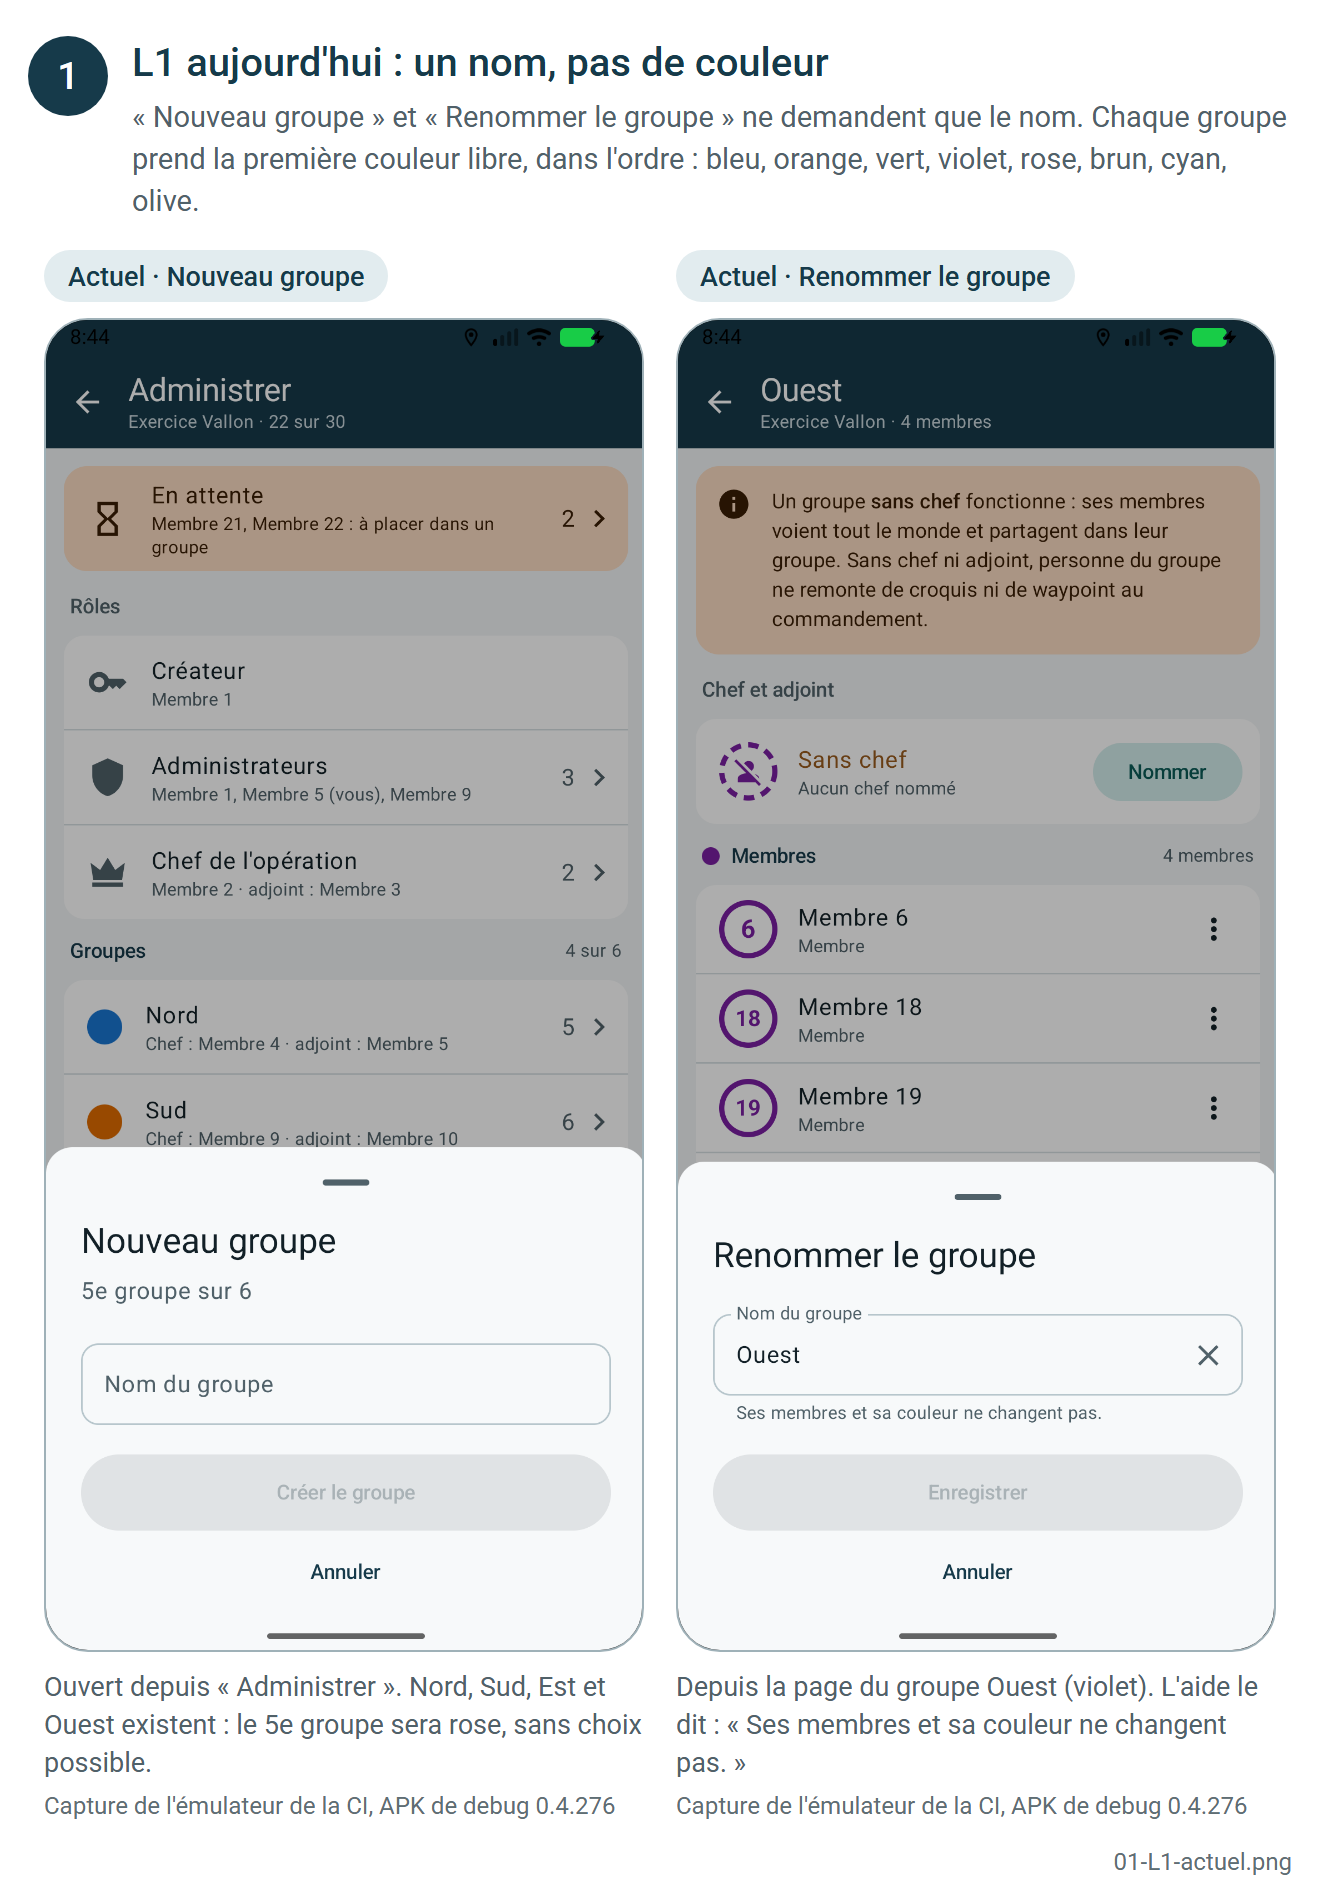 1
L1 aujourd'hui : un nom, pas de couleur
« Nouveau groupe » et « Renommer le groupe » ne demandent que le nom. Chaque groupe
prend la première couleur libre, dans l'ordre : bleu, orange, vert, violet, rose, brun, cyan,
olive.
Actuel · Nouveau groupe
8:44
Administrer
Exercice Vallon · 22 sur 30
En attente
Membre 21, Membre 22 : à placer dans un
groupe
2
Rôles
Créateur
Membre 1
Administrateurs
Membre 1, Membre 5 (vous), Membre 9
3
Chef de l'opération
Membre 2 · adjoint : Membre 3
2
Groupes
4 sur 6
Nord
Chef : Membre 4 · adjoint : Membre 5
5
Sud
Chef : Membre 9 · adjoint : Membre 10
6
Nouveau groupe
5e groupe sur 6
Nom du groupe
Créer le groupe
Annuler
Ouvert depuis « Administrer ». Nord, Sud, Est et
Ouest existent : le 5e groupe sera rose, sans choix
possible.
Capture de l'émulateur de la CI, APK de debug 0.4.276
Actuel · Renommer le groupe
8:44
Ouest
Exercice Vallon · 4 membres
Un groupe sans chef fonctionne : ses membres
voient tout le monde et partagent dans leur
groupe. Sans chef ni adjoint, personne du groupe
ne remonte de croquis ni de waypoint au
commandement.
Chef et adjoint
Sans chef
Aucun chef nommé
Nommer
Membres
4 membres
6
Membre 6
Membre
18
Membre 18
Membre
19
Membre 19
Membre
Renommer le groupe
Nom du groupe
Ouest
Ses membres et sa couleur ne changent pas.
Enregistrer
Annuler
Depuis la page du groupe Ouest (violet). L'aide le
dit : « Ses membres et sa couleur ne changent
pas. »
Capture de l'émulateur de la CI, APK de debug 0.4.276
01-L1-actuel.png